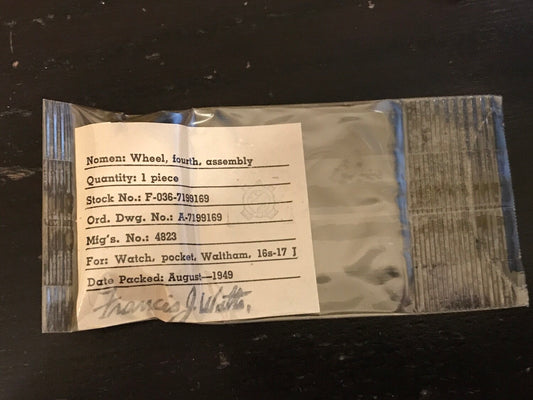 Nomen: Wheel, fourth, assembly
Quantity: 1 piece
Stock No.: F-036-7199169
Ord. Dwg. No.: A-7199169
Mfg's. No.: 4823
For: Watch, pocket, Waltham, 16s-17 J
Date Packed: August—1949
Francis J.